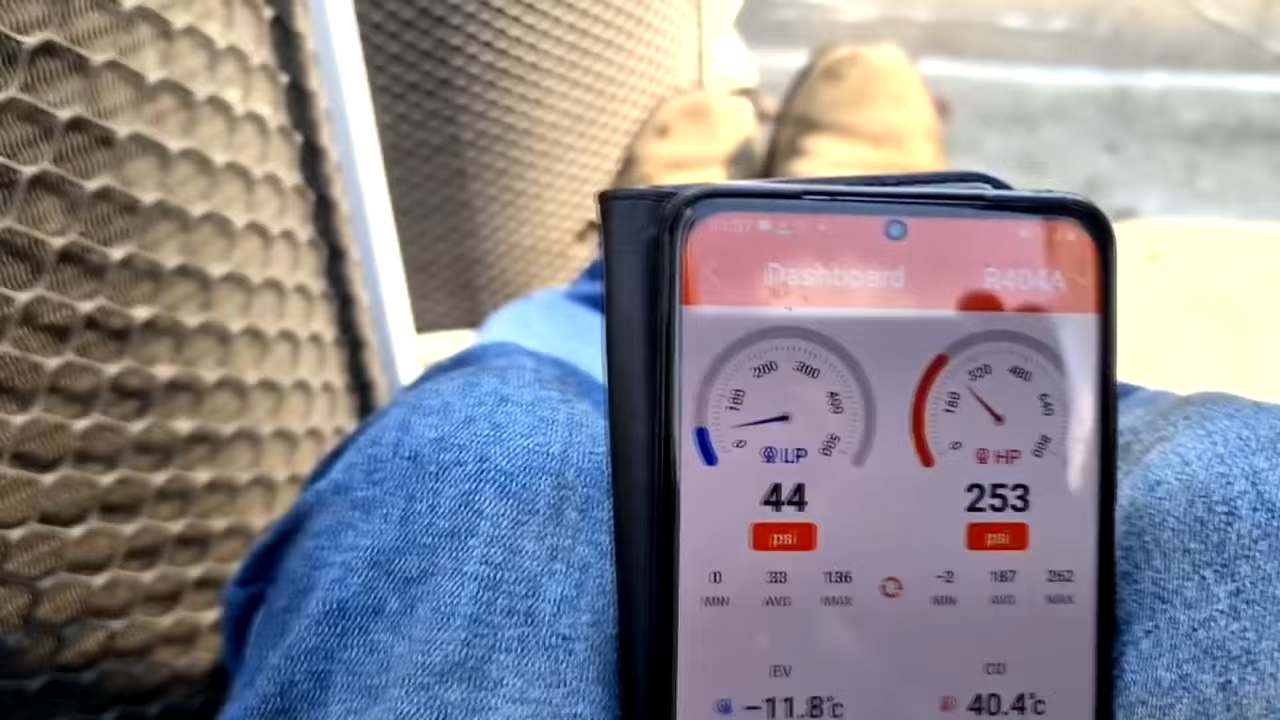 11:37
Dashboard R404A
0 100 200 300 400 500
0 160 320 480 640 800
LP HP
44 253
psi psi
0 33 136 -2 187 262
MIN AVG MAX MIN AVG MAX
EV CD
-11.8°c 40.4°c